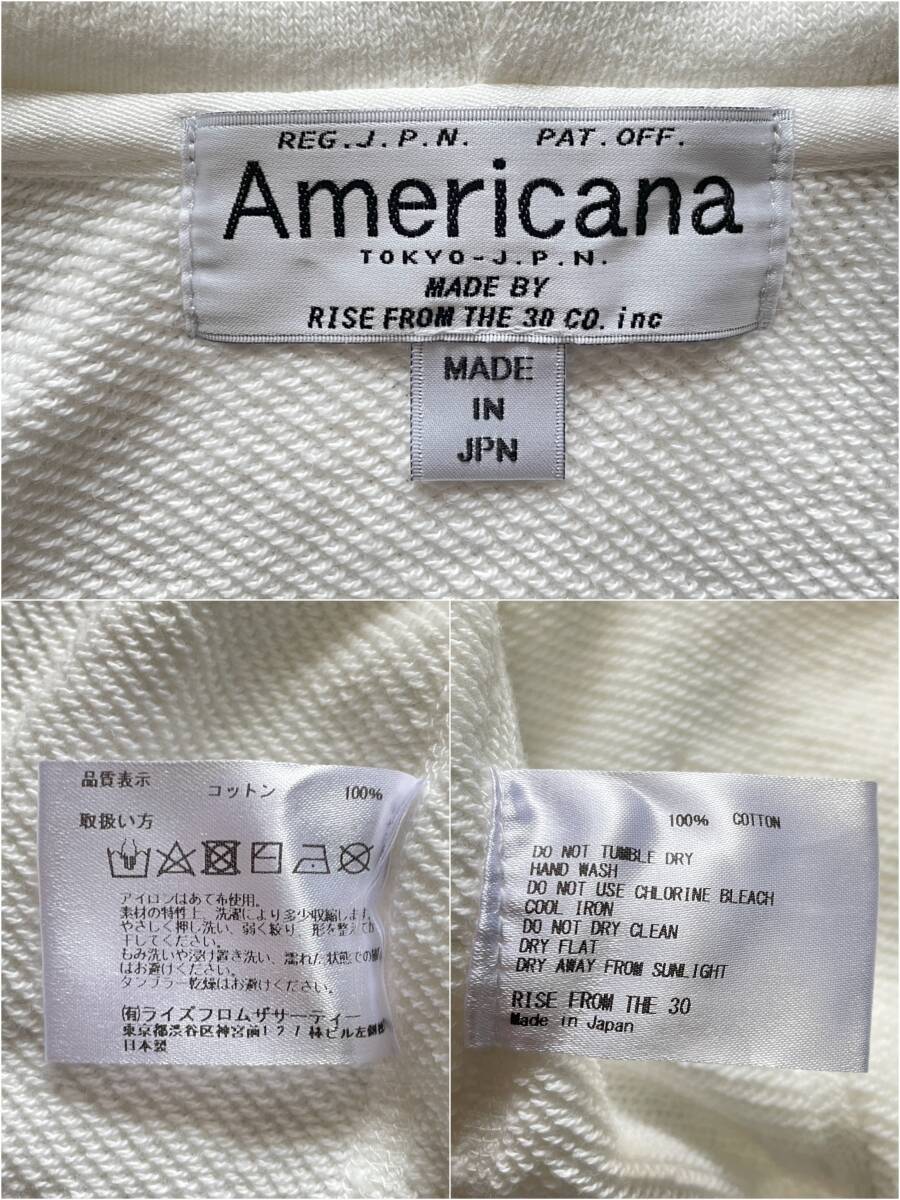 REG.J.P.N. PAT.OFF.
Americana
TOKYO-J.P.N.
MADE BY
RISE FROM THE 30 CO.inc
MADE
IN
JPN
品質表示
コットン 100%
取扱い方
アイロンはあて布使用。
素材の特性上、洗濯により多少収縮します。
やさしく押し洗い、弱く絞り、形を整えて
干してください。
もみ洗いや浸け置き洗い、濡れた状態での
はお避けください。
タンブラー乾燥はお避けください。
(有)ライズフロムザサーティー
東京都渋谷区神宮前 林ビル左側
日本製
100% COTTON
DO NOT TUMBLE DRY
HAND WASH
DO NOT USE CHLORINE BLEACH
COOL IRON
DO NOT DRY CLEAN
DRY FLAT
DRY AWAY FROM SUNLIGHT
RISE FROM THE 30
Made in Japan